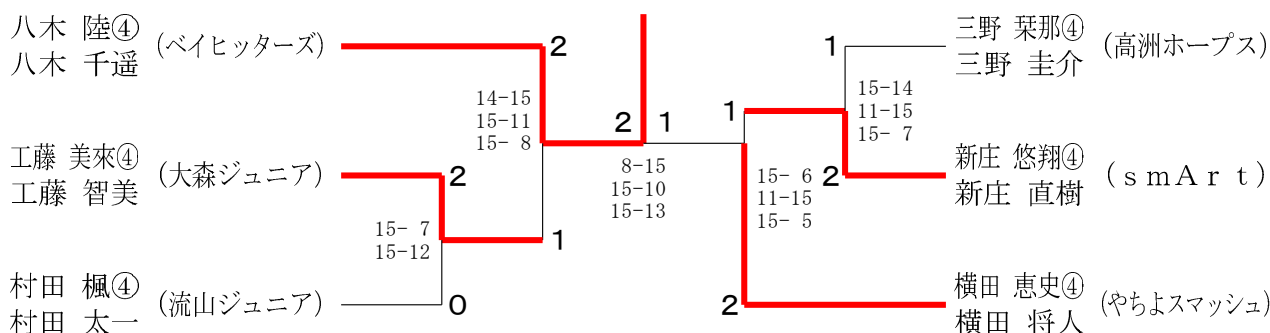 八木 陸④
八木 千遥
(ベイヒッターズ)
2
14-15
15-11
15- 8
工藤 美來④
工藤 智美
(大森ジュニア)
2
15- 7
15-12
1
村田 楓④
村田 太一
(流山ジュニア)
0
2
1
8-15
15-10
15-13
三野 栞那④
三野 圭介
(高洲ホープス)
1
15-14
11-15
15- 7
新庄 悠翔④
新庄 直樹
(ｓｍＡｒｔ)
2
1
15- 6
11-15
15- 5
横田 恵史④
横田 将人
(やちよスマッシュ)
2